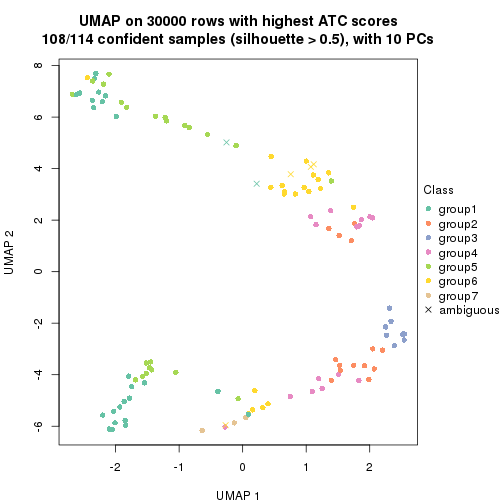 UMAP on 30000 rows with highest ATC scores
108/114 confident samples (silhouette > 0.5), with 10 PCs
8
6
4
2
0
-2
-4
-6
UMAP 2
-2
-1
0
1
2
UMAP 1
Class
group1
group2
group3
group4
group5
group6
group7
ambiguous